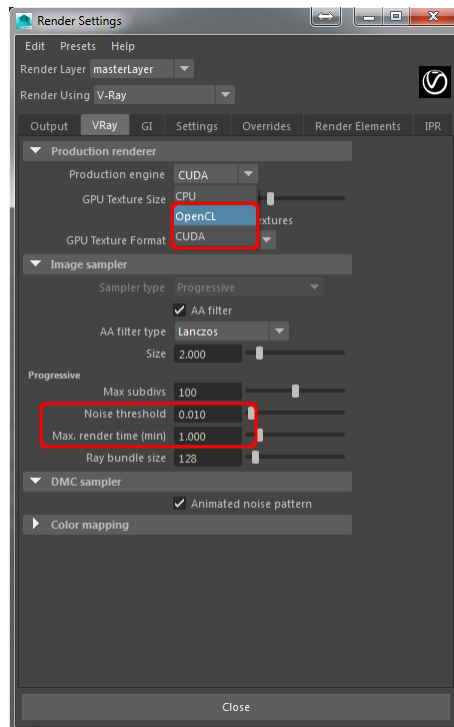 Render Settings
Edit Presets Help
Render Layer masterLayer
Render Using V-Ray
Output VRay GI Settings Overrides Render Elements IPR
Production renderer
Production engine CUDA
GPU Texture Size CPU
OpenCL extures
GPU Texture Format CUDA
Image sampler
Sampler type Progressive
AA filter
AA filter type Lanczos
Size 2.000
Progressive
Max subdivs 100
Noise threshold 0.010
Max. render time (min) 1.000
Ray bundle size 128
DMC sampler
Animated noise pattern
Color mapping
Close